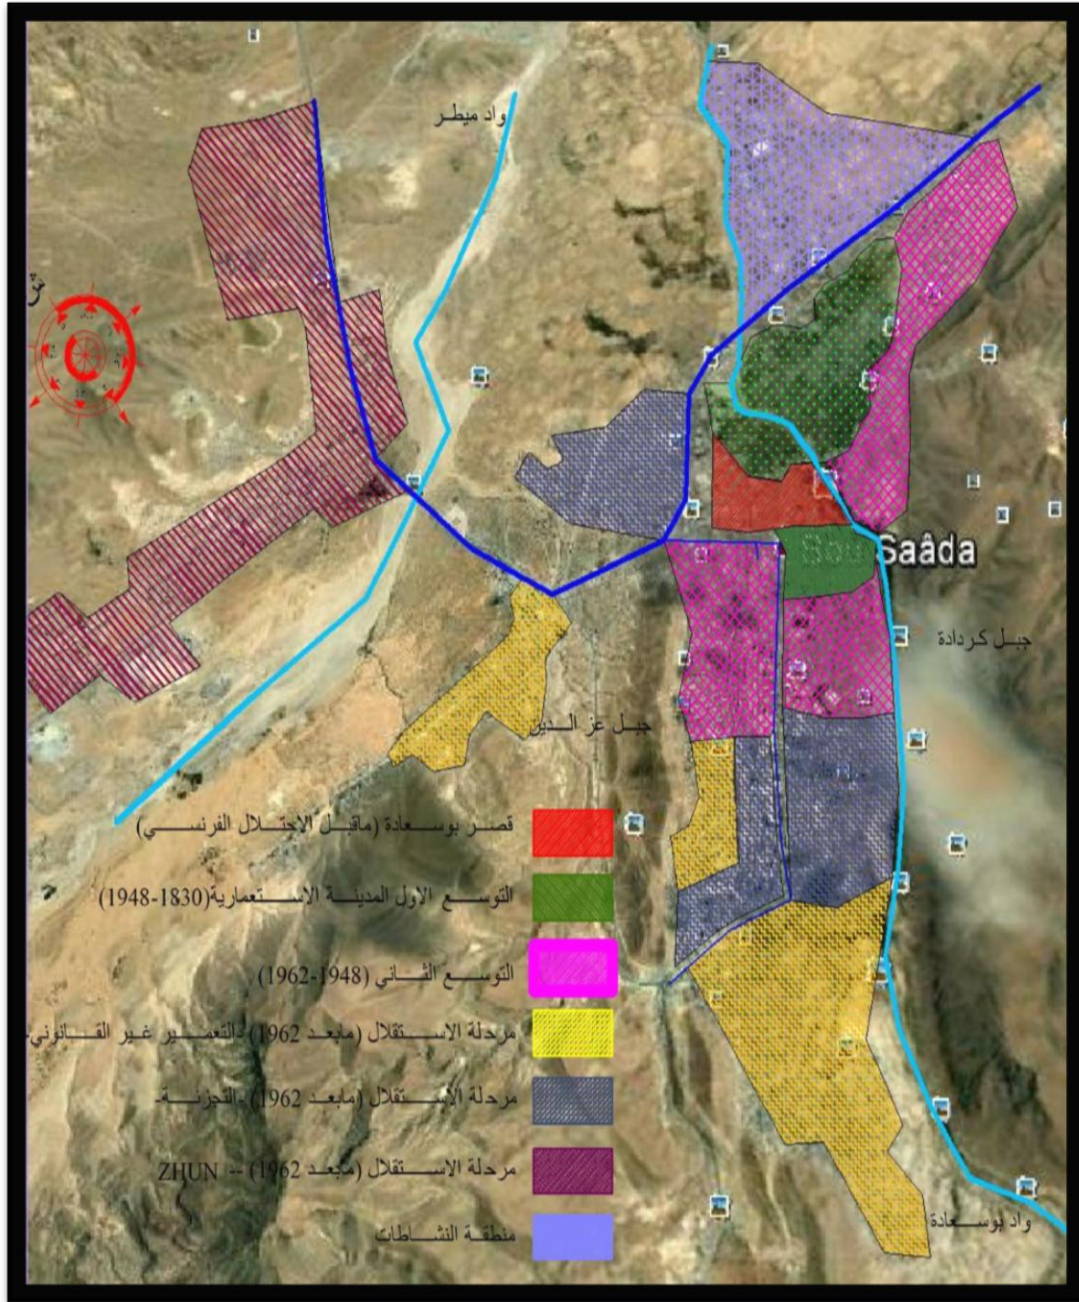 واد ميطر
ش
Bou Saâda
جبل كردادة
جبل عز الدين
قصر بوسعادة (ماقبل الاحتلال الفرنسي)
التوسع الاول المدينة الاستعمارية(1830-1948)
التوسع الثاني (1948-1962)
مرحلة الاستقلال (مابعد 1962) -التعمير غير القانوني-
مرحلة الاستقلال (مابعد 1962) -التجزئة-
مرحلة الاستقلال (مابعد 1962) -- ZHUN
منطقة النشاطات
واد بوسعادة